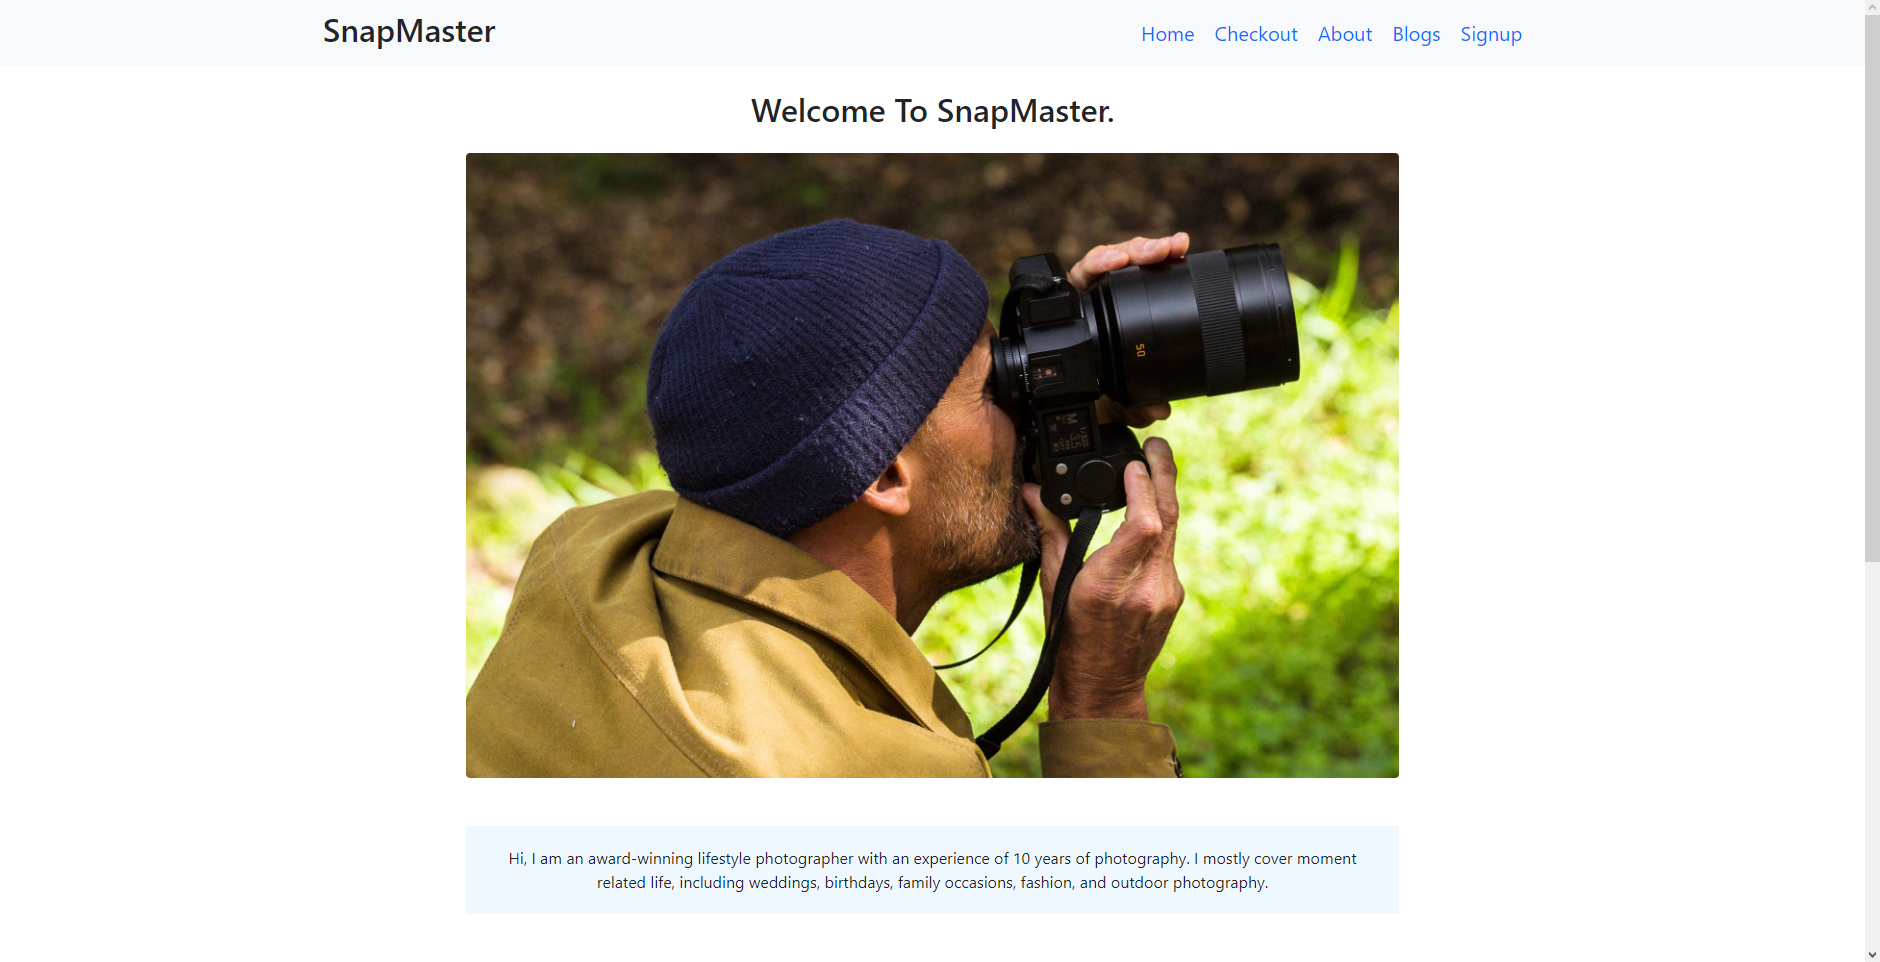 SnapMaster
Home Checkout About Blogs Signup
Welcome To SnapMaster.
50
M
3.5
Hi, I am an award-winning lifestyle photographer with an experience of 10 years of photography. I mostly cover moment
related life, including weddings, birthdays, family occasions, fashion, and outdoor photography.